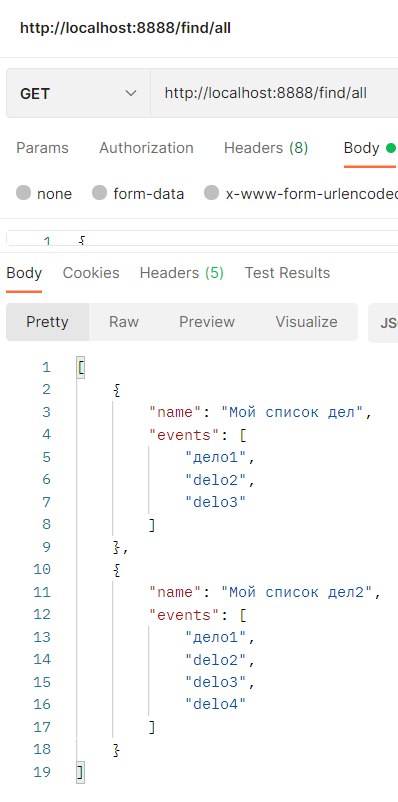 http://localhost:8888/find/all
GET http://localhost:8888/find/all
Params Authorization Headers (8) Body
none form-data x-www-form-urlencoded
1 {
Body Cookies Headers (5) Test Results
Pretty Raw Preview Visualize JS
1 [
2 {
3 "name": "Мой список дел",
4 "events": [
5 "дело1",
6 "delo2",
7 "delo3"
8 ]
9 },
10 {
11 "name": "Мой список дел2",
12 "events": [
13 "дело1",
14 "delo2",
15 "delo3",
16 "delo4"
17 ]
18 }
19 ]